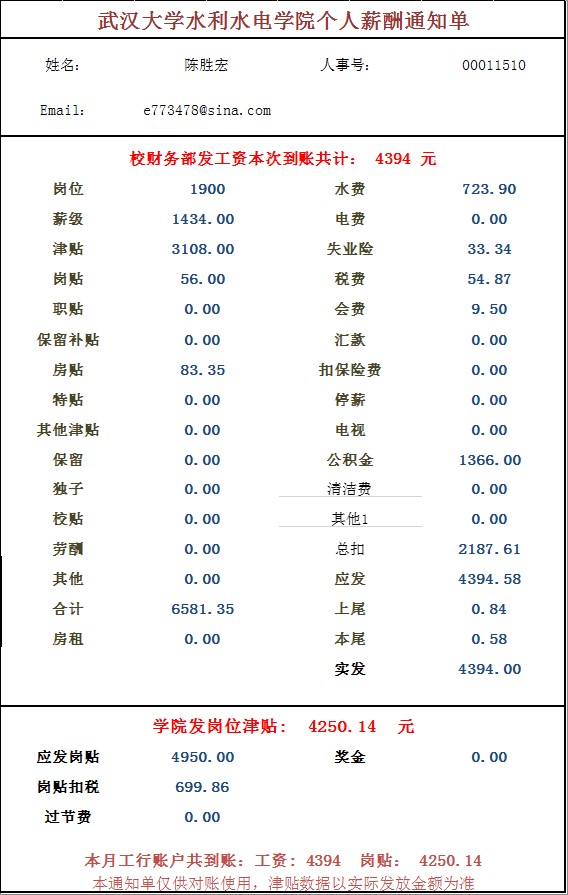 武汉大学水利水电学院个人薪酬通知单
姓名： 陈胜宏 人事号： 00011510
Email： e773478@sina.com
校财务部发工资本次到账共计： 4394 元
岗位 1900 水费 723.90
薪级 1434.00 电费 0.00
津贴 3108.00 失业险 33.34
岗贴 56.00 税费 54.87
职贴 0.00 会费 9.50
保留补贴 0.00 汇款 0.00
房贴 83.35 扣保险费 0.00
特贴 0.00 停薪 0.00
其他津贴 0.00 电视 0.00
保留 0.00 公积金 1366.00
独子 0.00 清洁费 0.00
校贴 0.00 其他1 0.00
劳酬 0.00 总扣 2187.61
其他 0.00 应发 4394.58
合计 6581.35 上尾 0.84
房租 0.00 本尾 0.58
实发 4394.00
学院发岗位津贴： 4250.14 元
应发岗贴 4950.00 奖金 0.00
岗贴扣税 699.86
过节费 0.00
本月工行账户共到账：工资：4394 岗贴： 4250.14
本通知单仅供对账使用，津贴数据以实际发放金额为准